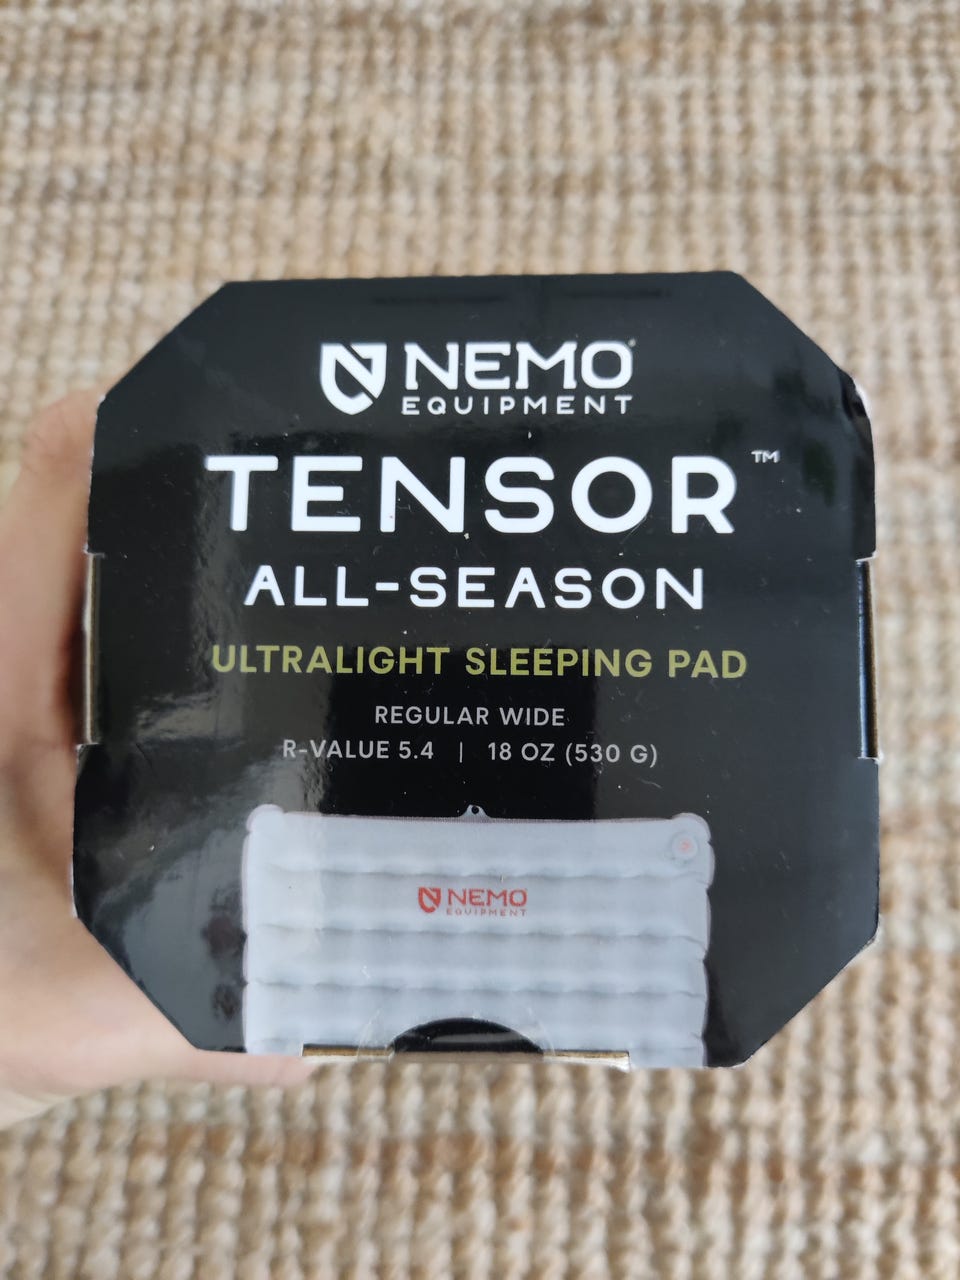 NEMO®
EQUIPMENT
TENSOR™
ALL-SEASON
ULTRALIGHT SLEEPING PAD
REGULAR WIDE
R-VALUE 5.4 | 18 OZ (530 G)
NEMO
EQUIPMENT